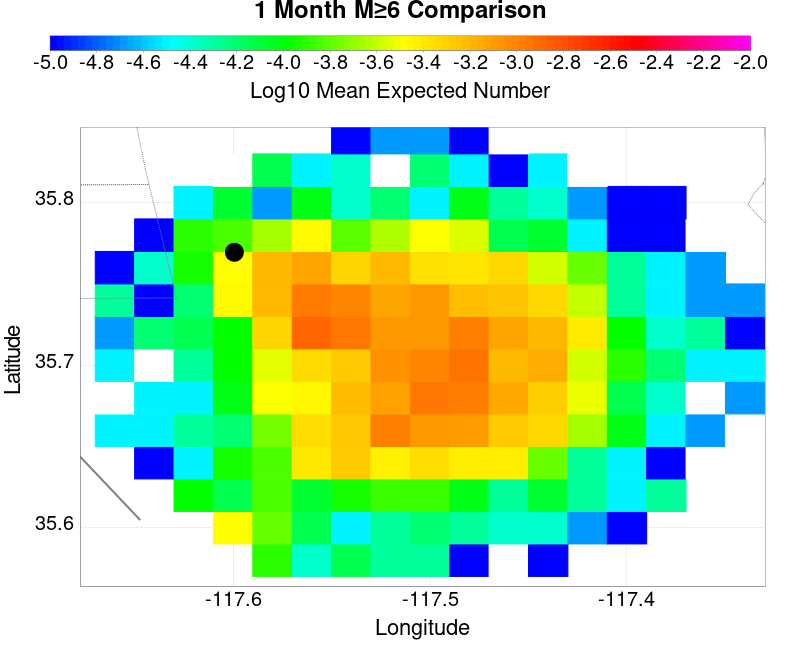 1 Month M≥6 Comparison
-5.0 -4.8 -4.6 -4.4 -4.2 -4.0 -3.8 -3.6 -3.4 -3.2 -3.0 -2.8 -2.6 -2.4 -2.2 -2.0
Log10 Mean Expected Number
35.8
35.7
35.6
Latitude
-117.6 -117.5 -117.4
Longitude